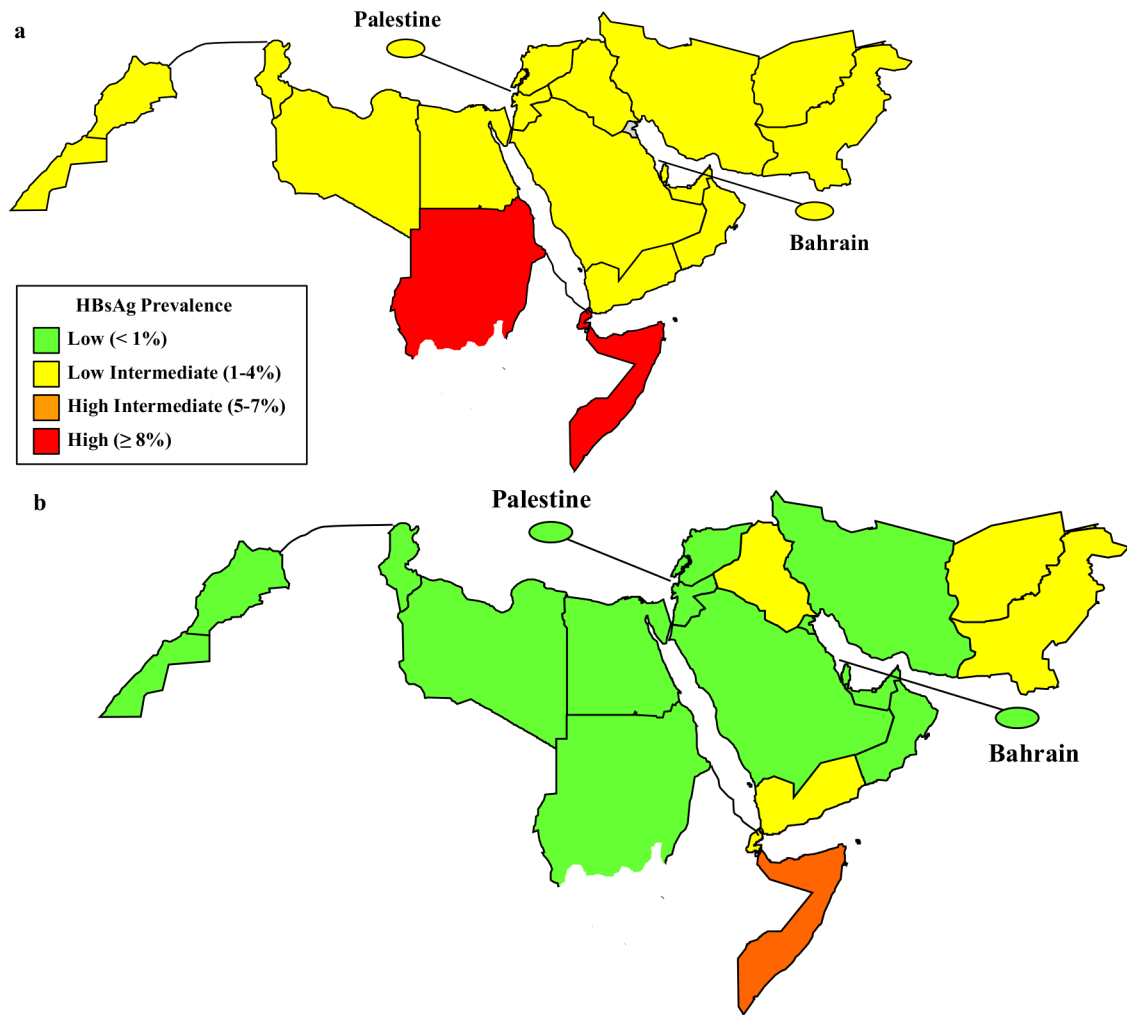 a
Palestine
Bahrain
HBsAg Prevalence
Low (< 1%)
Low Intermediate (1-4%)
High Intermediate (5-7%)
High (≥ 8%)
b
Palestine
Bahrain